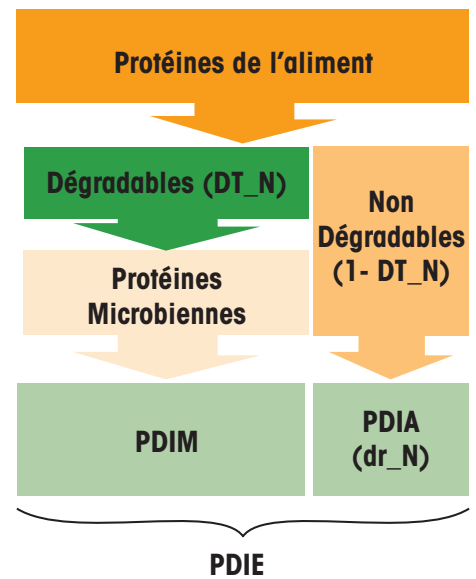 Protéines de l’aliment
Dégradables (DT_N)
Non
Dégradables
(1- DT_N)
Protéines
Microbiennes
PDIM
PDIA
(dr_N)
PDIE